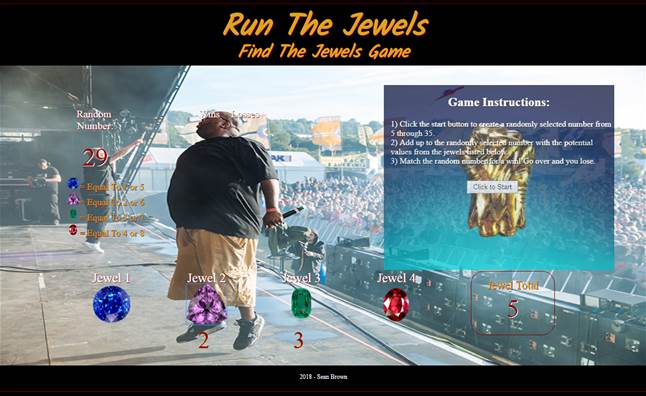 Run The Jewels
Find The Jewels Game
Random
Number:
Wins
Losses
29
= Equal To 1 or 5
= Equal To 2 or 6
= Equal To 3 or 7
= Equal To 4 or 8
Game Instructions:
1) Click the start button to create a randomly selected number from
5 through 35.
2) Add up to the randomly selected number with the potential
values from the jewels listed below.
3) Match the random number for a win! Go over and you lose.
Click to Start
Jewel 1
Jewel 2
Jewel 3
Jewel 4
Jewel Total
5
2
3
2018 - Sean Brown